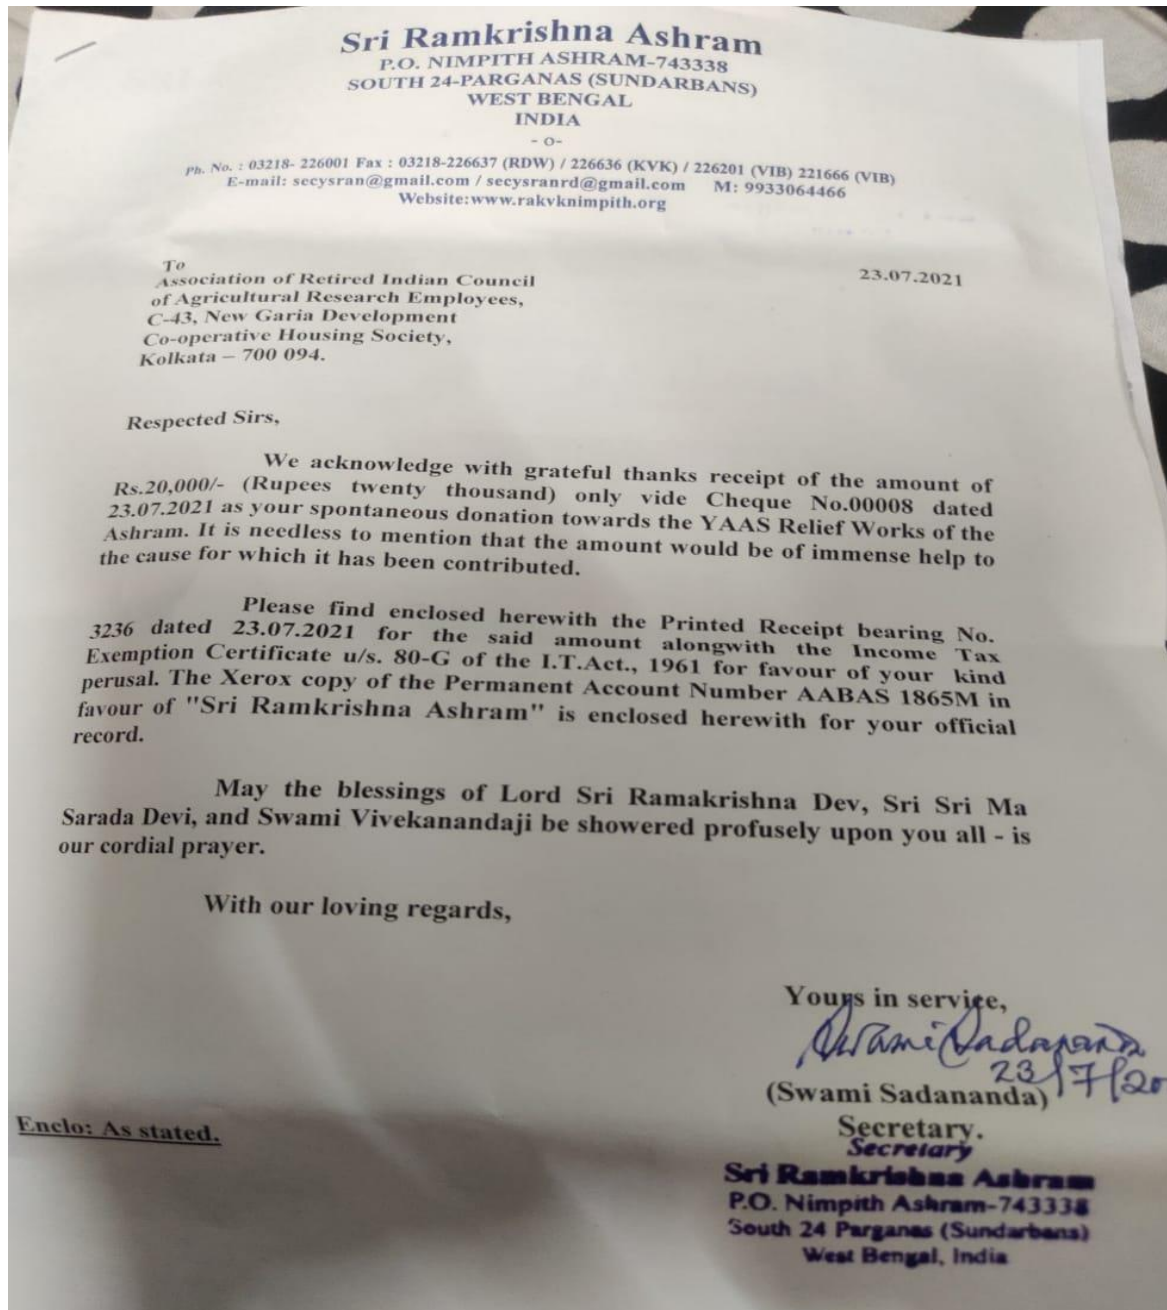 Sri Ramkrishna Ashram
P.O. NIMPITH ASHRAM-743338
SOUTH 24-PARGANAS (SUNDARBANS)
WEST BENGAL
INDIA
- o-
Ph. No. : 03218- 226001 Fax : 03218-226637 (RDW) / 226636 (KVK) / 226201 (VIB) 221666 (VIB)
E-mail: secysran@gmail.com / secysranrd@gmail.com M: 9933064466
Website:www.rakvknimpith.org
To
23.07.2021
Association of Retired Indian Council
of Agricultural Research Employees,
C-43, New Garia Development
Co-operative Housing Society,
Kolkata – 700 094.
Respected Sirs,
We acknowledge with grateful thanks receipt of the amount of
Rs.20,000/- (Rupees twenty thousand) only vide Cheque No.00008 dated
23.07.2021 as your spontaneous donation towards the YAAS Relief Works of the
Ashram. It is needless to mention that the amount would be of immense help to
the cause for which it has been contributed.
Please find enclosed herewith the Printed Receipt bearing No.
3236 dated 23.07.2021 for the said amount alongwith the Income Tax
Exemption Certificate u/s. 80-G of the I.T.Act., 1961 for favour of your kind
perusal. The Xerox copy of the Permanent Account Number AABAS 1865M in
favour of "Sri Ramkrishna Ashram" is enclosed herewith for your official
record.
May the blessings of Lord Sri Ramakrishna Dev, Sri Sri Ma
Sarada Devi, and Swami Vivekanandaji be showered profusely upon you all - is
our cordial prayer.
With our loving regards,
Yours in service,
Swami Sadananda
23/7/20
(Swami Sadananda)
Secretary.
Enclo: As stated.
Secretary
Sri Ramkrishna Ashram
P.O. Nimpith Ashram-743338
South 24 Parganas (Sundarbans)
West Bengal, India